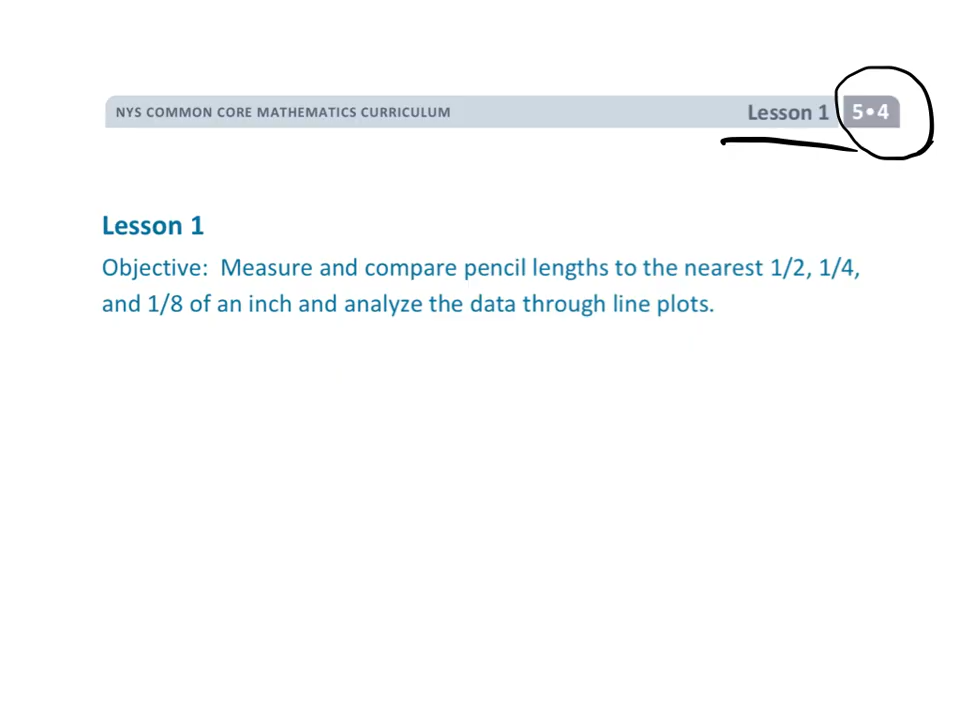 NYS COMMON CORE MATHEMATICS CURRICULUM Lesson 1 5•4
Lesson 1
Objective: Measure and compare pencil lengths to the nearest 1/2, 1/4,
and 1/8 of an inch and analyze the data through line plots.